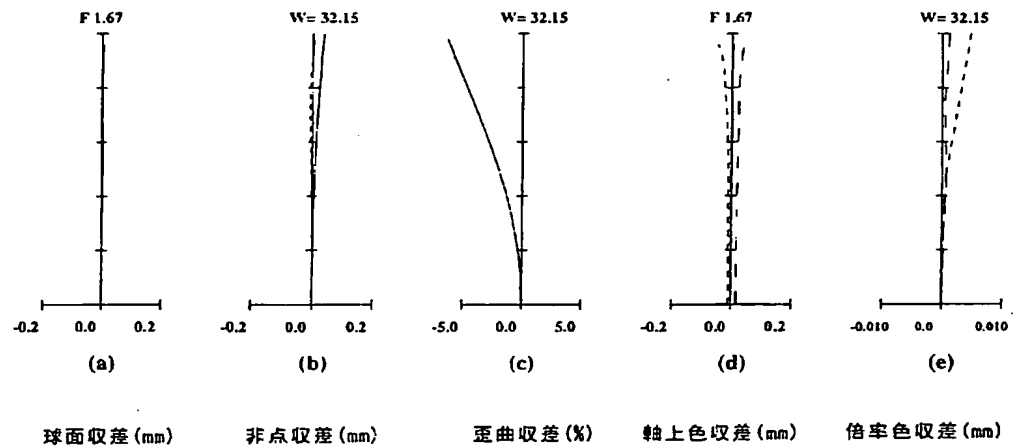 F 1.67 W= 32.15 W= 32.15 F 1.67 W= 32.15
-0.2 0.0 0.2 -0.2 0.0 0.2 -5.0 0.0 5.0 -0.2 0.0 0.2 -0.010 0.0 0.010
(a) (b) (c) (d) (e)
球面収差(mm) 非点収差(mm) 歪曲収差(%) 軸上色収差(mm) 倍率色収差(mm)